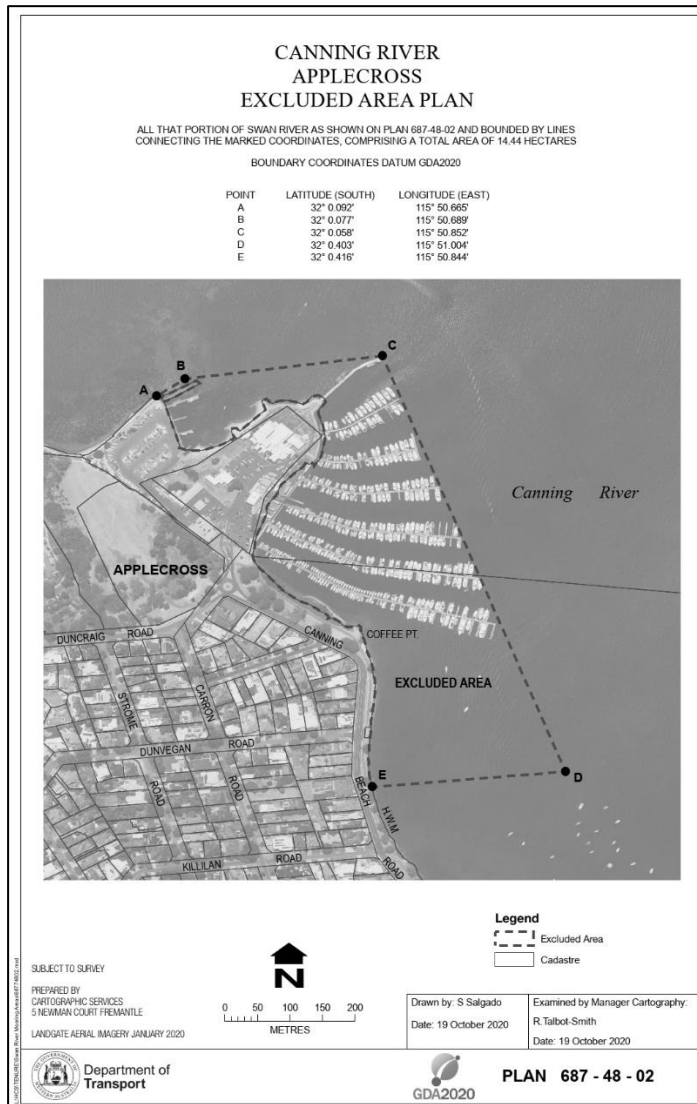 CANNING RIVER
APPLECROSS
EXCLUDED AREA PLAN
ALL THAT PORTION OF SWAN RIVER AS SHOWN ON PLAN 687-48-02 AND BOUNDED BY LINES
CONNECTING THE MARKED COORDINATES, COMPRISING A TOTAL AREA OF 14.44 HECTARES
BOUNDARY COORDINATES DATUM GDA2020
POINT LATITUDE (SOUTH) LONGITUDE (EAST)
A 32° 0.092' 115° 50.665'
B 32° 0.077' 115° 50.689'
C 32° 0.058' 115° 50.852'
D 32° 0.403' 115° 51.004'
E 32° 0.416' 115° 50.844'
C
B
A
Canning River
APPLECROSS
DUNCRAIG ROAD
CANNING
COFFEE PT.
STROME
CARRON
EXCLUDED AREA
DUNVEGAN ROAD
ROAD
ROAD
E
D
BEACH
H.W.M
KILLILAN ROAD
ROAD
Legend
Excluded Area
Cadastre
SUBJECT TO SURVEY
PREPARED BY
CARTOGRAPHIC SERVICES
5 NEWMAN COURT FREMANTLE
LANDGATE AERIAL IMAGERY JANUARY 2020
N
0 50 100 150 200
METRES
Drawn by: S Salgado
Date: 19 October 2020
Examined by Manager Cartography:
R.Talbot-Smith
Date: 19 October 2020
Department of
Transport
GDA2020
PLAN 687 - 48 - 02